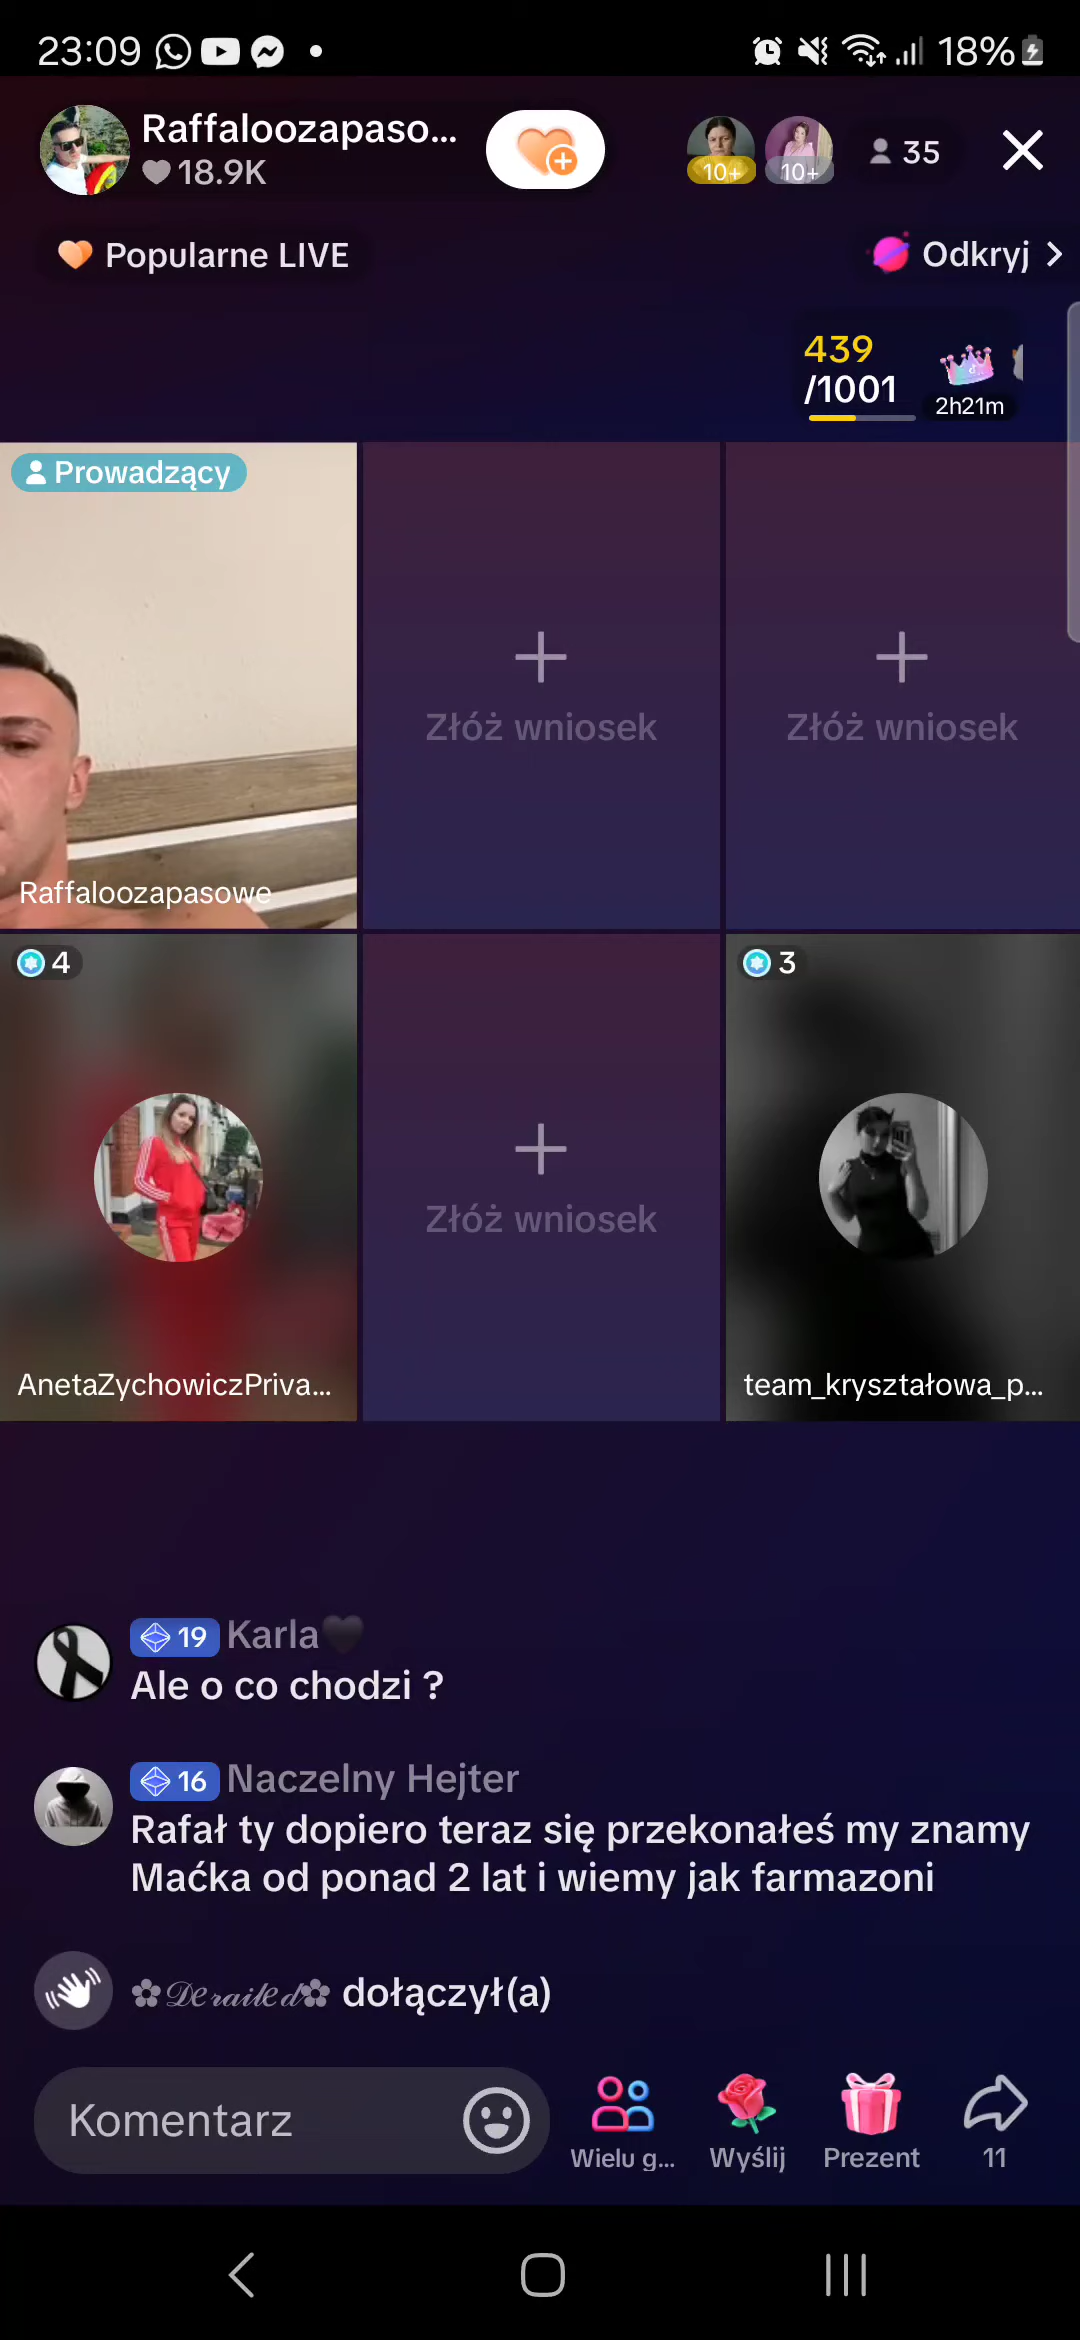 23:09
18%
Raffaloozapaso...
18.9K
10+
10+
35
Popularne LIVE
Odkryj
439
/1001
2h21m
Prowadzący
Złóż wniosek
Złóż wniosek
Raffaloozapasowe
4
3
Złóż wniosek
AnetaZychowiczPriva...
team_kryształowa_p...
19 Karla🖤
Ale o co chodzi ?
16 Naczelny Hejter
Rafał ty dopiero teraz się przekonałeś my znamy
Maćka od ponad 2 lat i wiemy jak farmazoni
✿𝒟𝑒𝓇𝒶𝒾𝓁𝑒𝒹✿ dołączył(a)
Komentarz
Wielu g...
Wyślij
Prezent
11